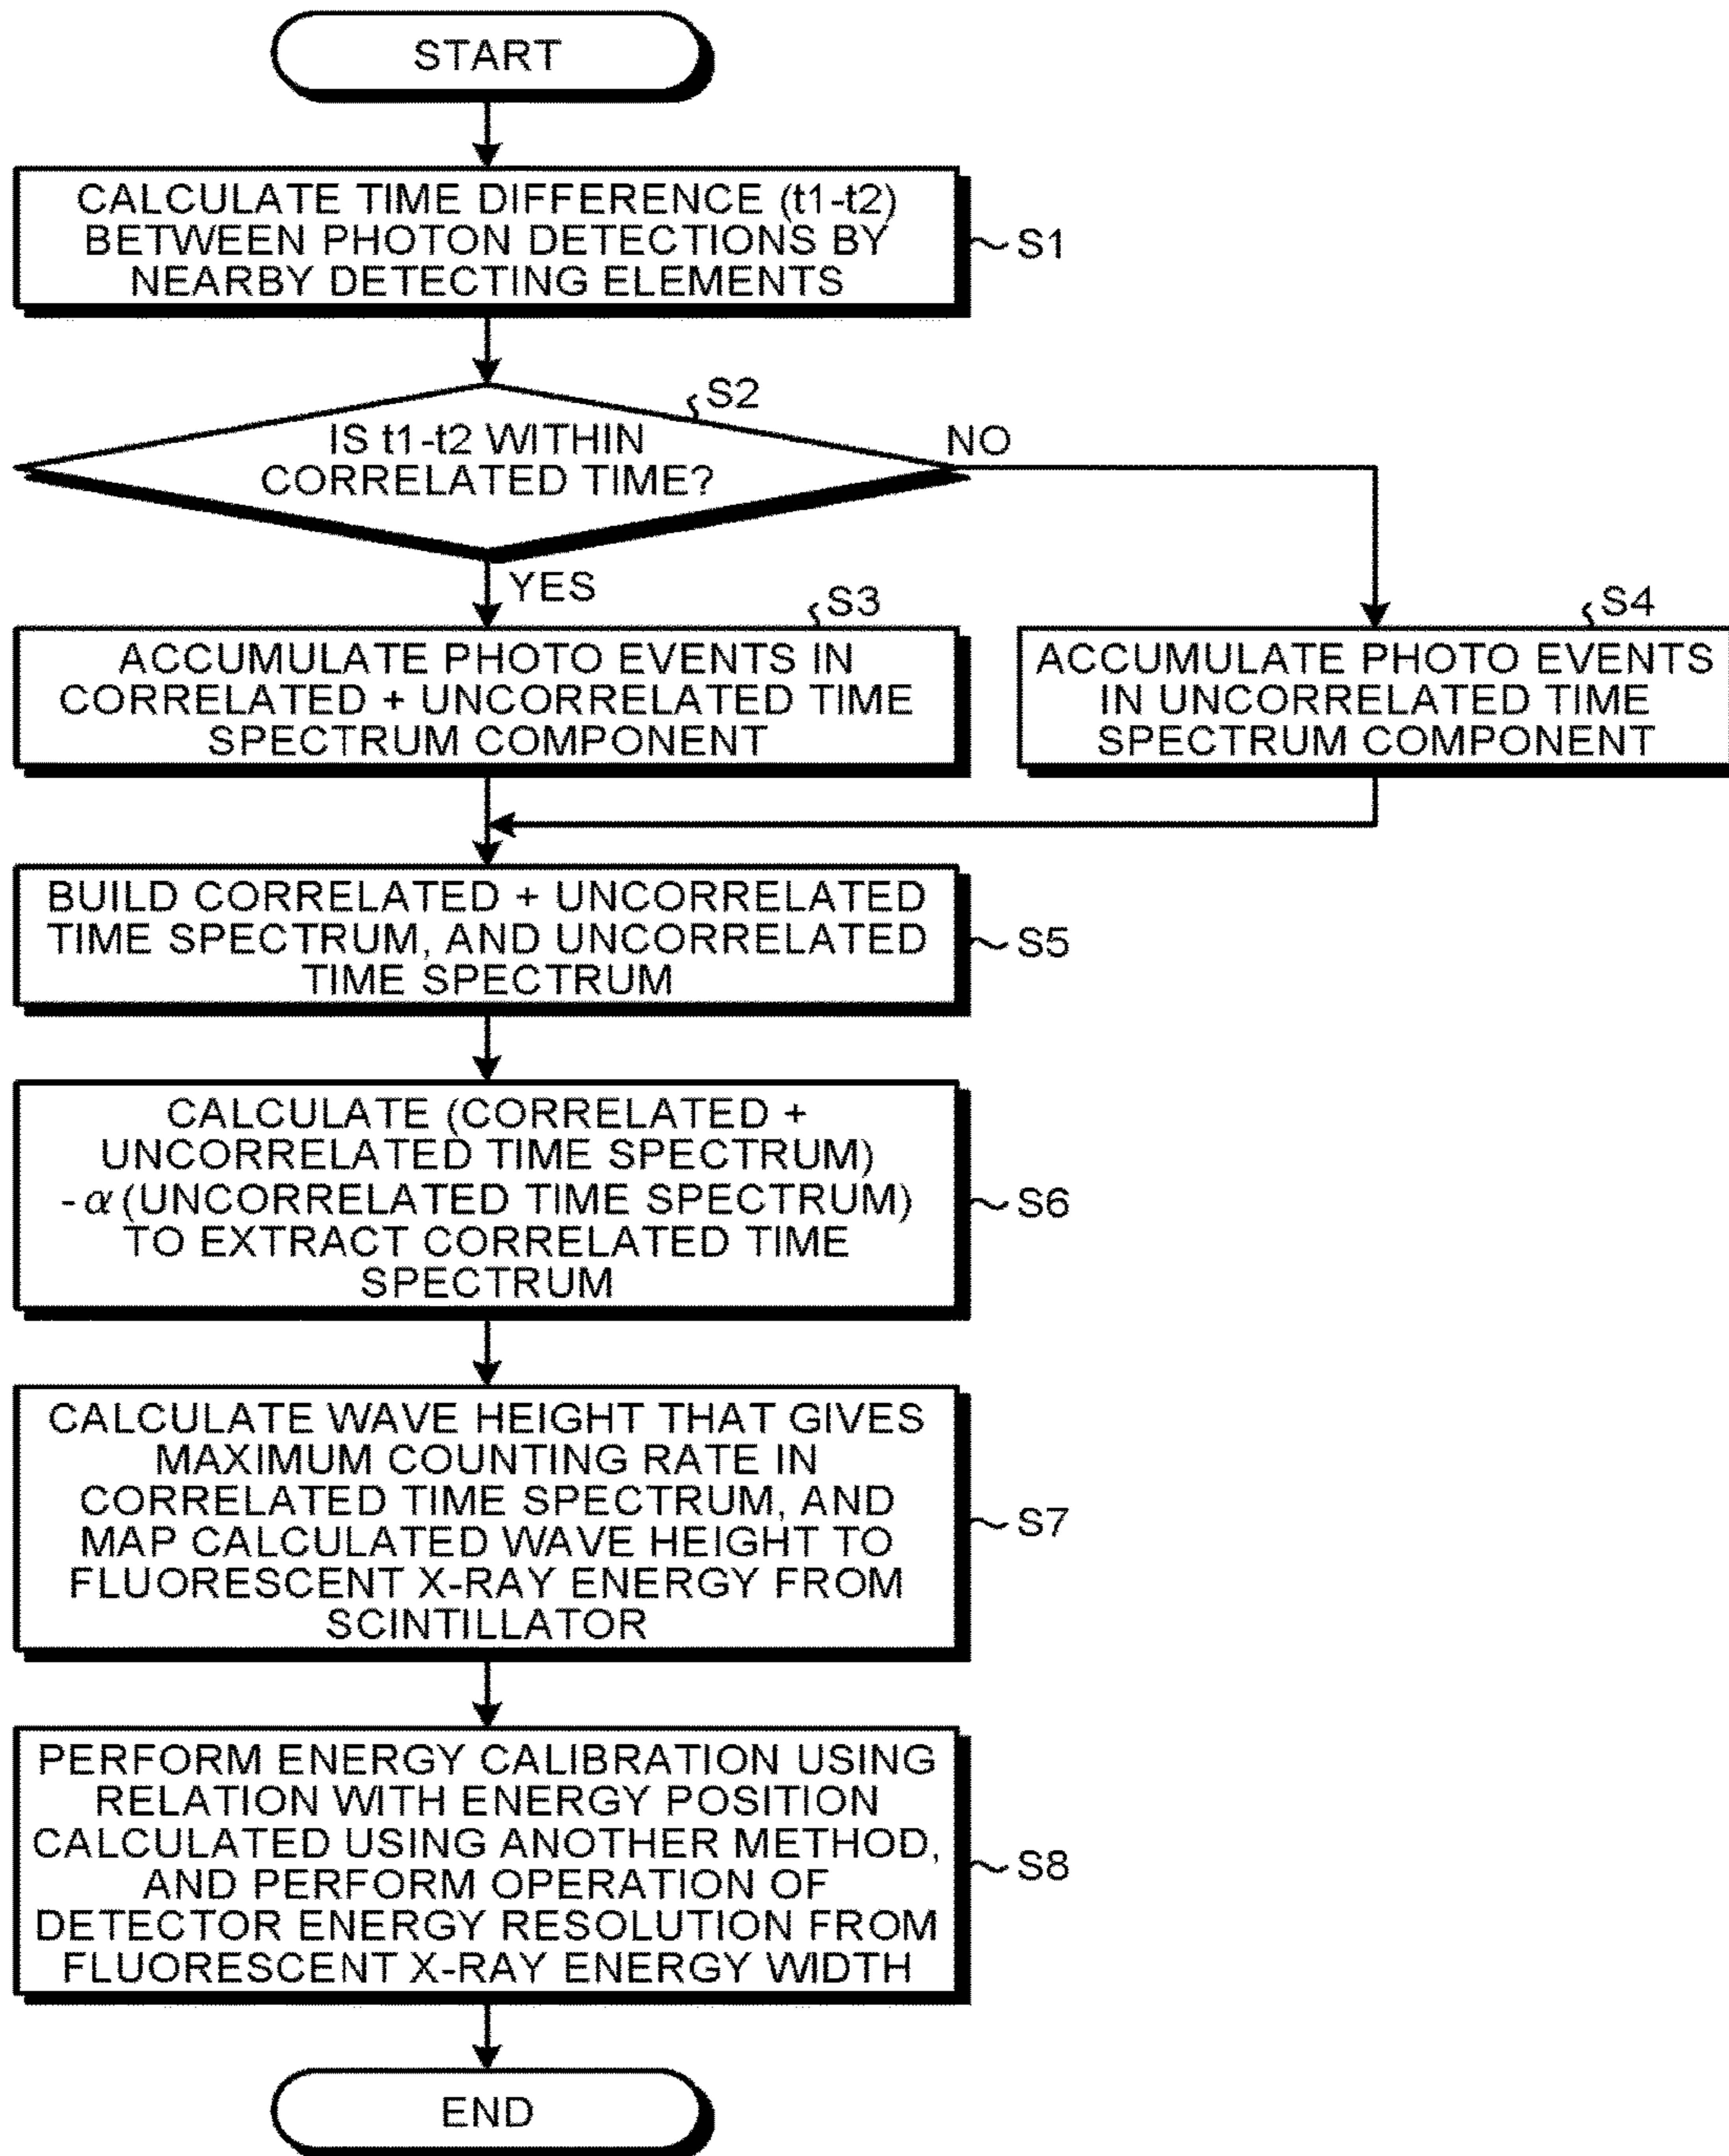 START
CALCULATE TIME DIFFERENCE (t1-t2)
BETWEEN PHOTON DETECTIONS BY
NEARBY DETECTING ELEMENTS
S1
S2
IS t1-t2 WITHIN
CORRELATED TIME?
NO
YES
S3
ACCUMULATE PHOTO EVENTS IN
CORRELATED + UNCORRELATED TIME
SPECTRUM COMPONENT
S4
ACCUMULATE PHOTO EVENTS
IN UNCORRELATED TIME
SPECTRUM COMPONENT
BUILD CORRELATED + UNCORRELATED
TIME SPECTRUM, AND UNCORRELATED
TIME SPECTRUM
S5
CALCULATE (CORRELATED +
UNCORRELATED TIME SPECTRUM)
- α (UNCORRELATED TIME SPECTRUM)
TO EXTRACT CORRELATED TIME
SPECTRUM
S6
CALCULATE WAVE HEIGHT THAT GIVES
MAXIMUM COUNTING RATE IN
CORRELATED TIME SPECTRUM, AND
MAP CALCULATED WAVE HEIGHT TO
FLUORESCENT X-RAY ENERGY FROM
SCINTILLATOR
S7
PERFORM ENERGY CALIBRATION USING
RELATION WITH ENERGY POSITION
CALCULATED USING ANOTHER METHOD,
AND PERFORM OPERATION OF
DETECTOR ENERGY RESOLUTION FROM
FLUORESCENT X-RAY ENERGY WIDTH
S8
END